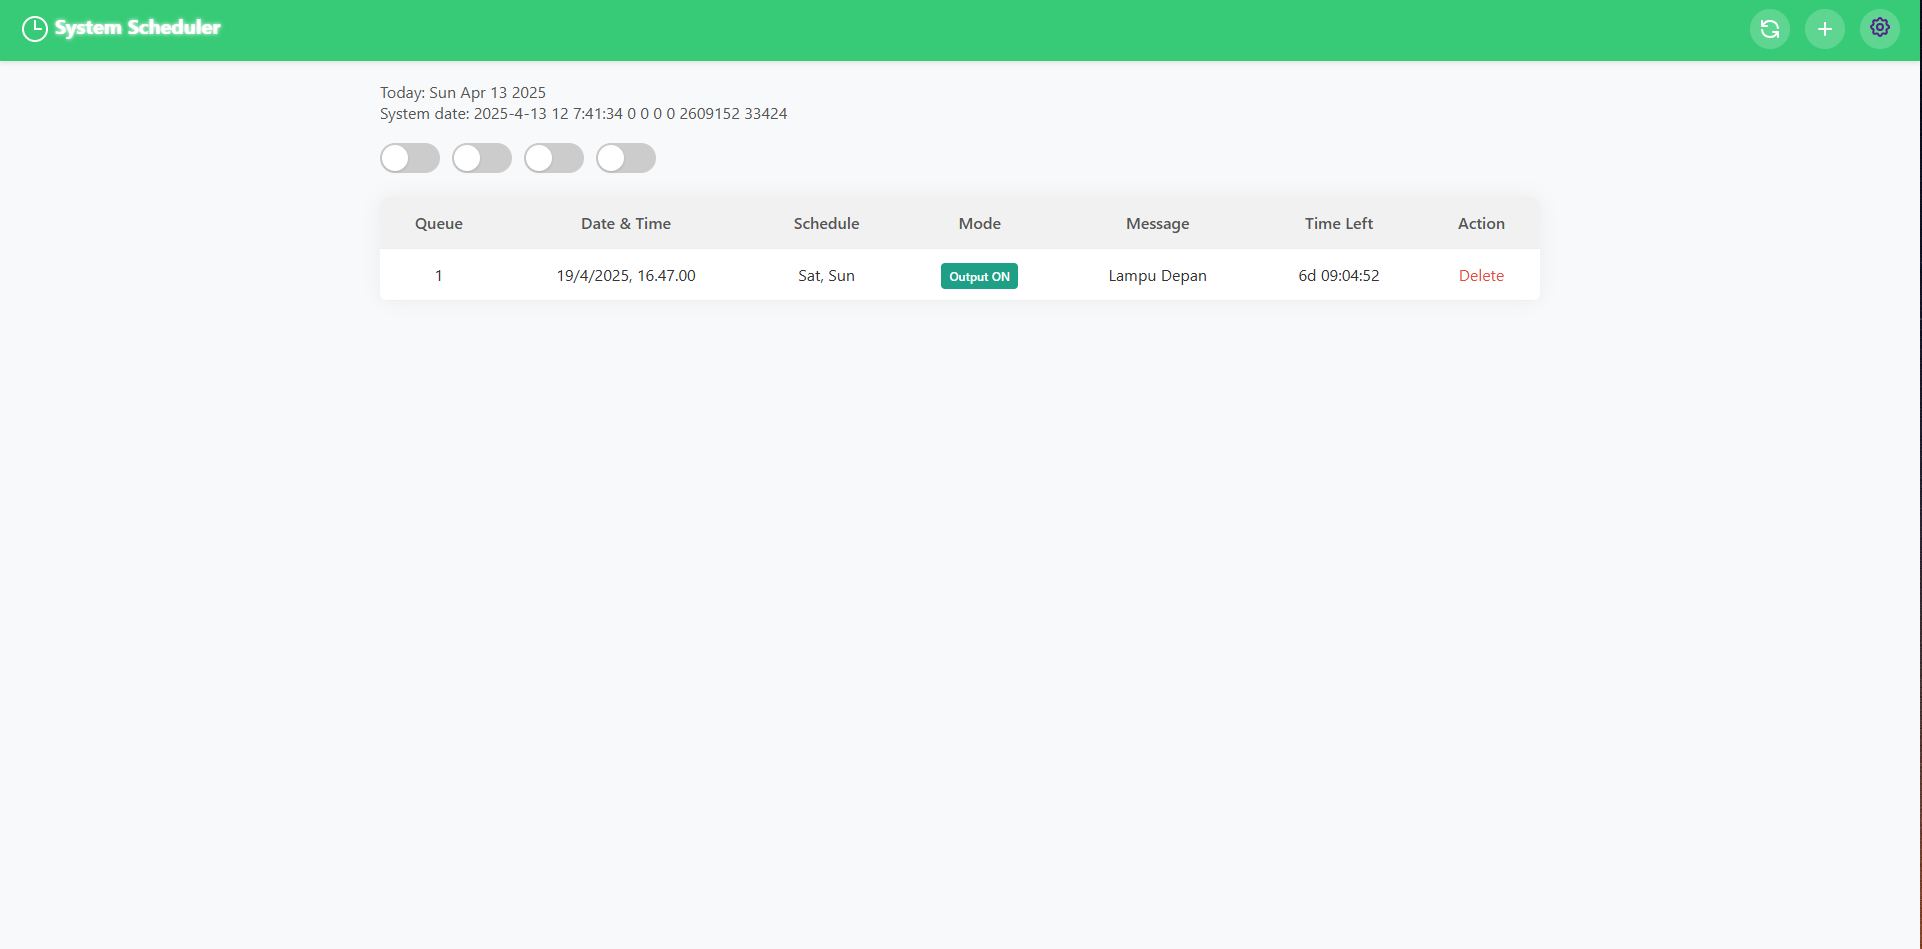 System Scheduler
Today: Sun Apr 13 2025
System date: 2025-4-13 12 7:41:34 0 0 0 0 2609152 33424
Queue Date & Time Schedule Mode Message Time Left Action
1 19/4/2025, 16.47.00 Sat, Sun Output ON Lampu Depan 6d 09:04:52 Delete